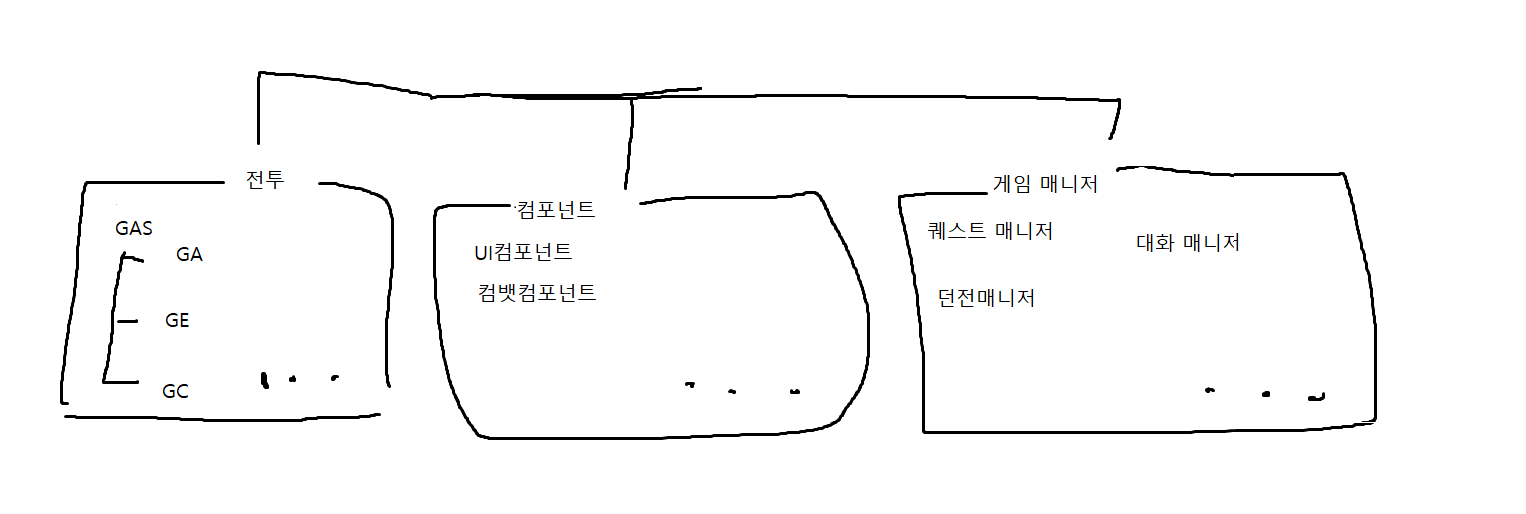 전투
GAS
GA
GE
GC
컴포넌트
UI컴포넌트
컴뱃컴포넌트
게임 매니저
퀘스트 매니저
대화 매니저
던전매니저